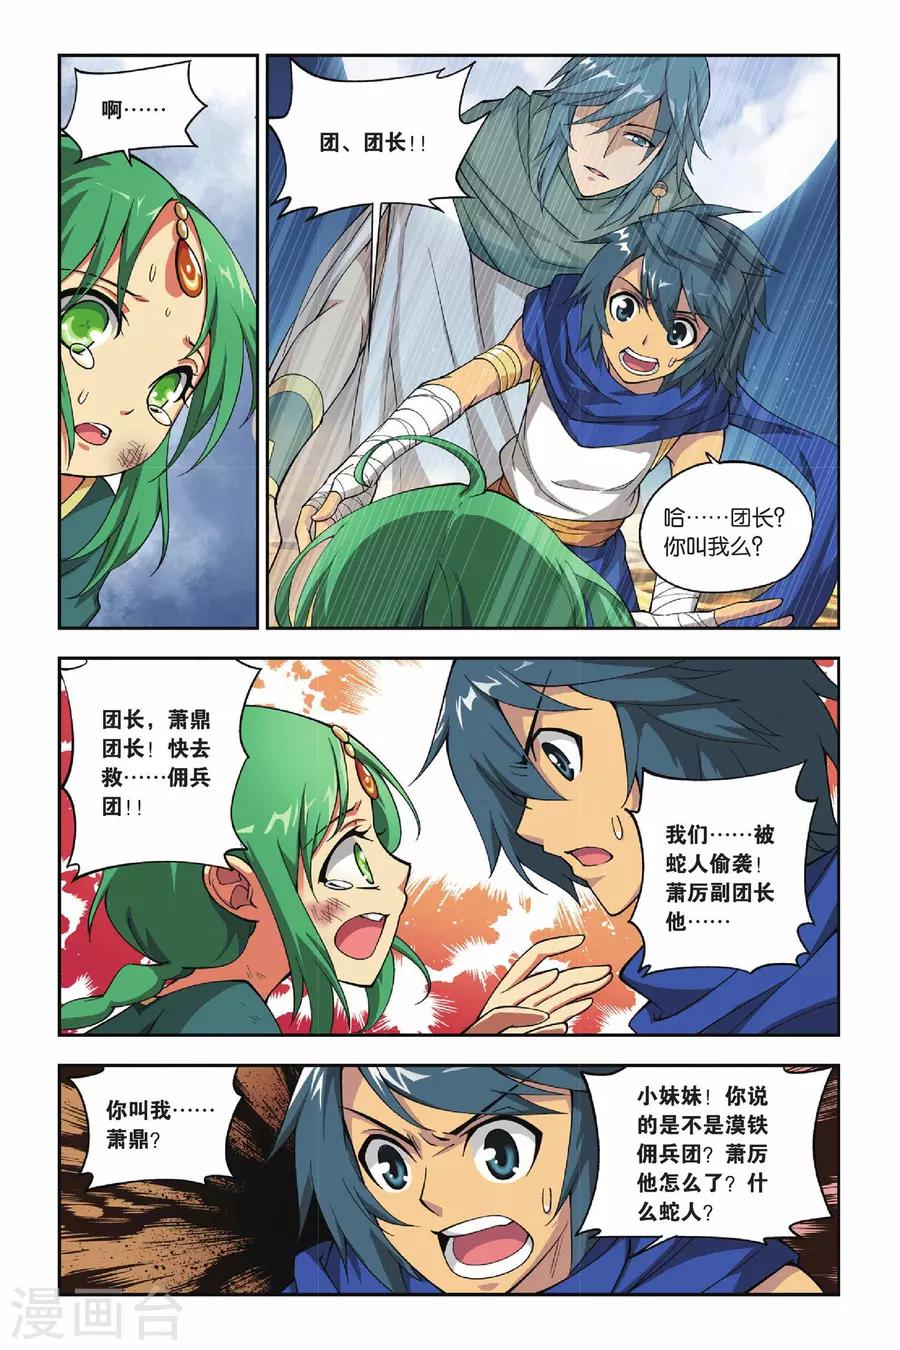 啊……
团、团长!!
哈……团长?
你叫我么?
团长，萧鼎
团长！快去
救……佣兵
团!!
我们……被
蛇人偷袭！
萧厉副团长
他……
你叫我……
萧鼎?
小妹妹！你说
的是不是漠铁
佣兵团？萧厉
他怎么了？什
么蛇人?
漫画台